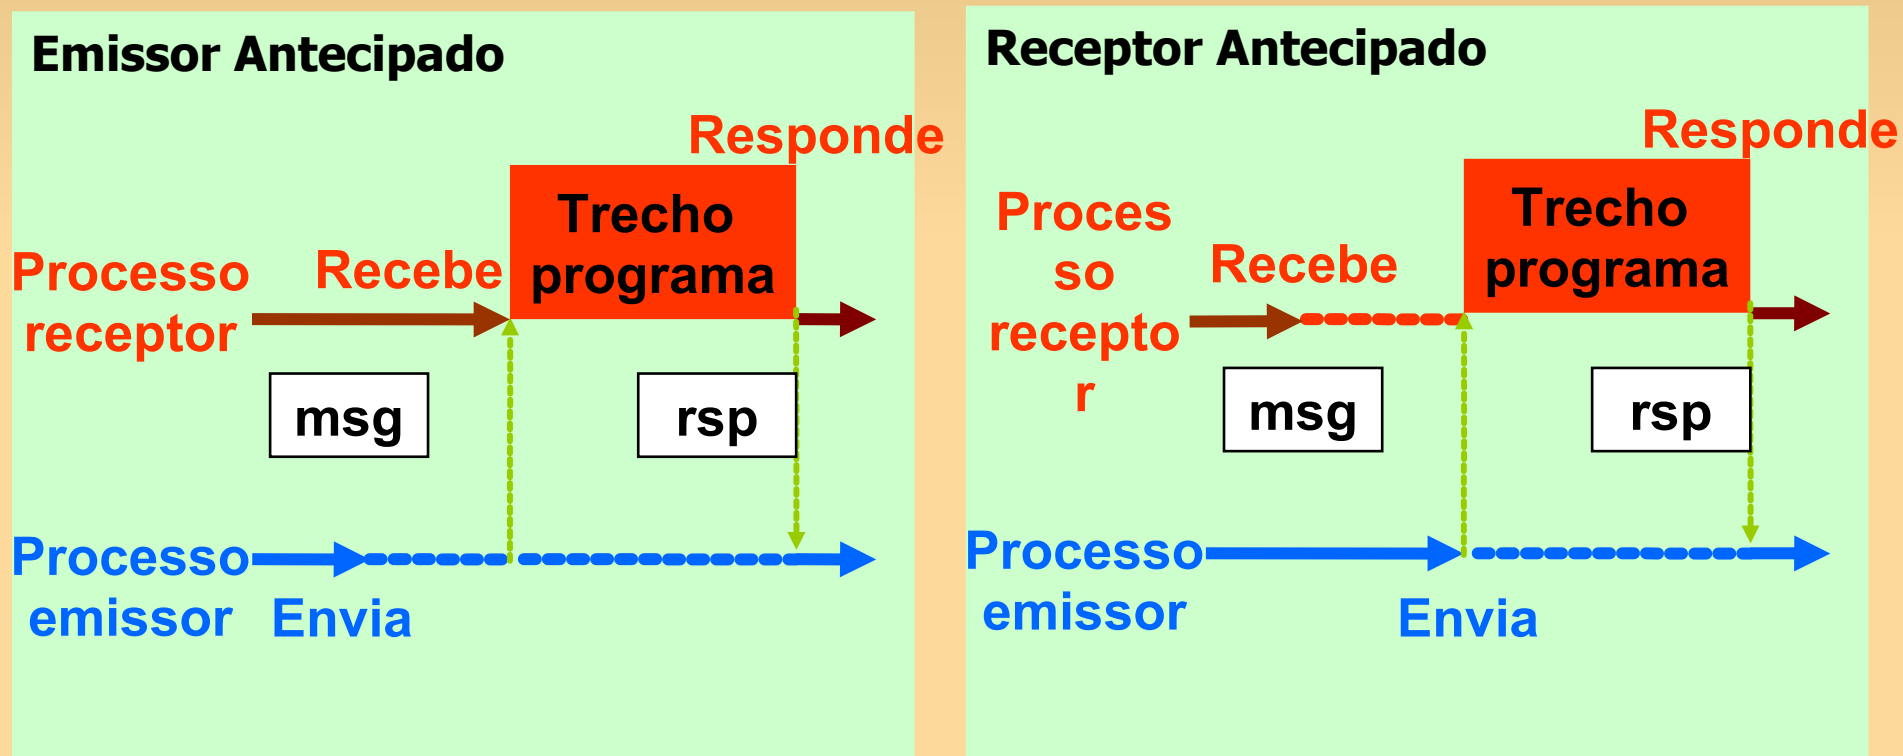 Emissor Antecipado
Responde
Trecho
programa
Processo
receptor
Recebe
msg
rsp
Processo
emissor
Envia
Receptor Antecipado
Responde
Trecho
programa
Proces
so
recepto
r
Recebe
msg
rsp
Processo
emissor
Envia